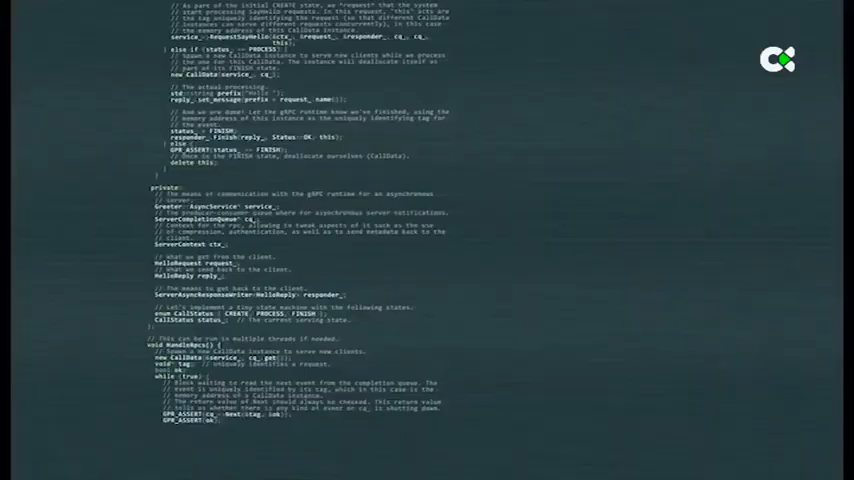 // As part of the initial CREATE state, we *request* that the system
// start processing SayHello requests. In this request, "this" acts are
// the tag uniquely identifying the request (so that different CallData
// instances can serve different requests concurrently), in this case
// the memory address of this CallData instance.
service_->RequestSayHello(&ctx_, &request_, &responder_, cq_, cq_,
this);
} else if (status_ == PROCESS) {
// Spawn a new CallData instance to serve new clients while we process
// the one for this CallData. The instance will deallocate itself as
// part of its FINISH state.
new CallData(service_, cq_);
// The actual processing.
std::string prefix("Hello ");
reply_.set_message(prefix + request_.name());
// And we are done! Let the gRPC runtime know we've finished, using the
// memory address of this instance as the uniquely identifying tag for
// the event.
status_ = FINISH;
responder_.Finish(reply_, Status::OK, this);
} else {
GPR_ASSERT(status_ == FINISH);
// Once in the FINISH state, deallocate ourselves (CallData).
delete this;
}
}
private:
// The means of communication with the gRPC runtime for an asynchronous
// server.
Greeter::AsyncService* service_;
// The producer-consumer queue where for asynchronous server notifications.
ServerCompletionQueue* cq_;
// Context for the rpc, allowing to tweak aspects of it such as the use
// of compression, authentication, as well as to send metadata back to the
// client.
ServerContext ctx_;
// What we get from the client.
HelloRequest request_;
// What we send back to the client.
HelloReply reply_;
// The means to get back to the client.
ServerAsyncResponseWriter<HelloReply> responder_;
// Let's implement a tiny state machine with the following states.
enum CallStatus { CREATE, PROCESS, FINISH };
CallStatus status_; // The current serving state.
};
// This can be run in multiple threads if needed.
void HandleRpcs() {
// Spawn a new CallData instance to serve new clients.
new CallData(&service_, cq_.get());
void* tag; // uniquely identifies a request.
bool ok;
while (true) {
// Block waiting to read the next event from the completion queue. The
// event is uniquely identified by its tag, which in this case is the
// memory address of a CallData instance.
// The return value of Next should always be checked. This return value
// tells us whether there is any kind of event or cq_ is shutting down.
GPR_ASSERT(cq_->Next(&tag, &ok));
GPR_ASSERT(ok);